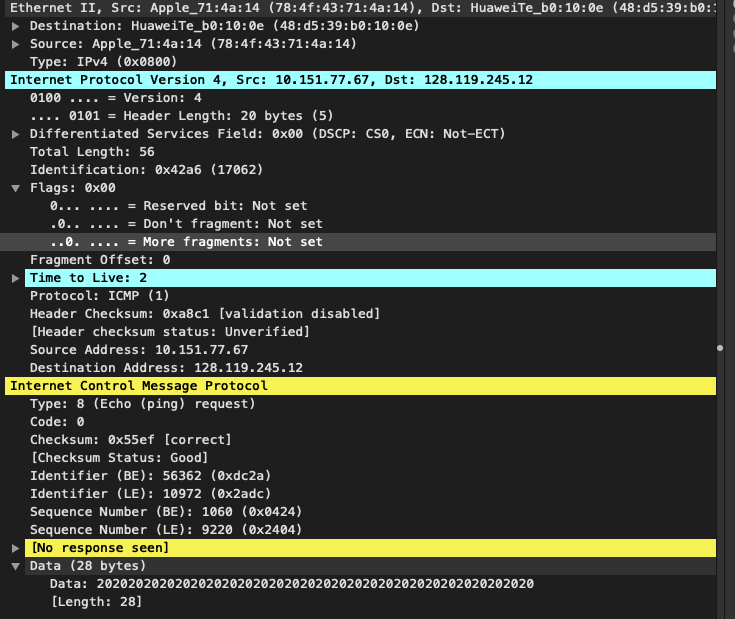 Ethernet II, Src: Apple_71:4a:14 (78:4f:43:71:4a:14), Dst: HuaweiTe_b0:10:0e (48:d5:39:b0:1
Destination: HuaweiTe_b0:10:0e (48:d5:39:b0:10:0e)
Source: Apple_71:4a:14 (78:4f:43:71:4a:14)
Type: IPv4 (0x0800)
Internet Protocol Version 4, Src: 10.151.77.67, Dst: 128.119.245.12
0100 .... = Version: 4
.... 0101 = Header Length: 20 bytes (5)
Differentiated Services Field: 0x00 (DSCP: CS0, ECN: Not-ECT)
Total Length: 56
Identification: 0x42a6 (17062)
Flags: 0x00
0... .... = Reserved bit: Not set
.0.. .... = Don't fragment: Not set
..0. .... = More fragments: Not set
Fragment Offset: 0
Time to Live: 2
Protocol: ICMP (1)
Header Checksum: 0xa8c1 [validation disabled]
[Header checksum status: Unverified]
Source Address: 10.151.77.67
Destination Address: 128.119.245.12
Internet Control Message Protocol
Type: 8 (Echo (ping) request)
Code: 0
Checksum: 0x55ef [correct]
[Checksum Status: Good]
Identifier (BE): 56362 (0xdc2a)
Identifier (LE): 10972 (0x2adc)
Sequence Number (BE): 1060 (0x0424)
Sequence Number (LE): 9220 (0x2404)
[No response seen]
Data (28 bytes)
Data: 20202020202020202020202020202020202020202020202020202020
[Length: 28]